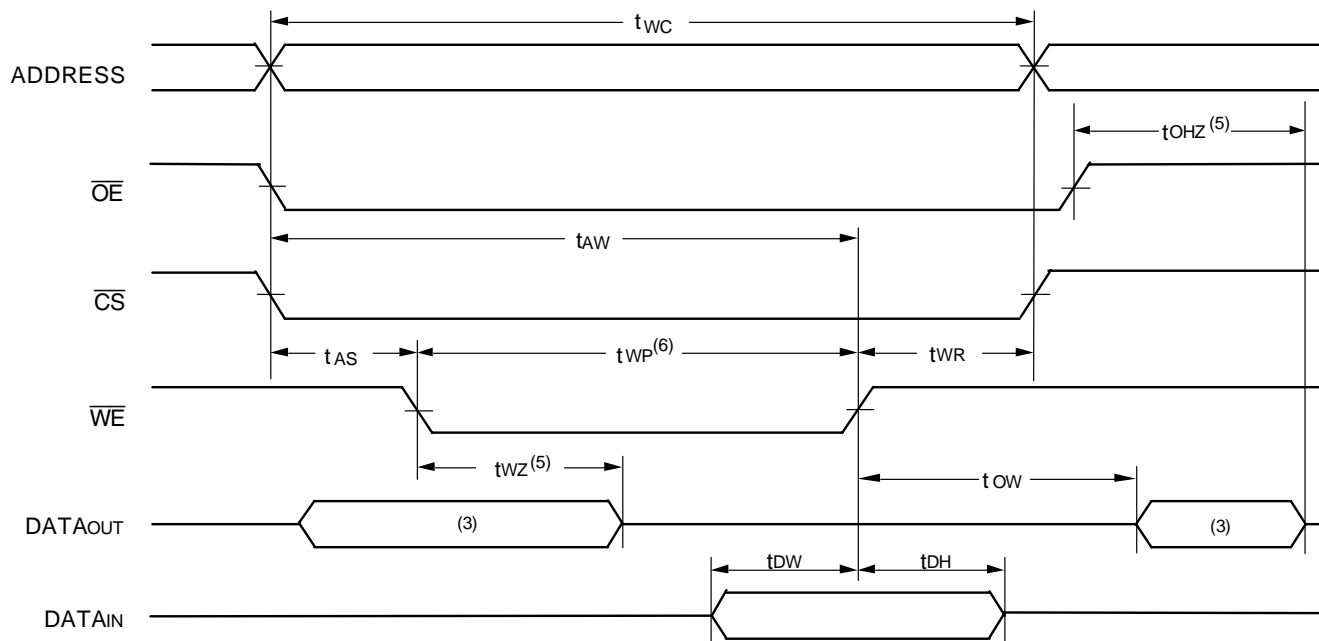 tWC
ADDRESS
tOHZ(5)
OE
tAW
CS
tAS tWP(6) tWR
WE
tWZ(5)
tOW
DATAOUT (3) (3)
tDW tDH
DATAIN